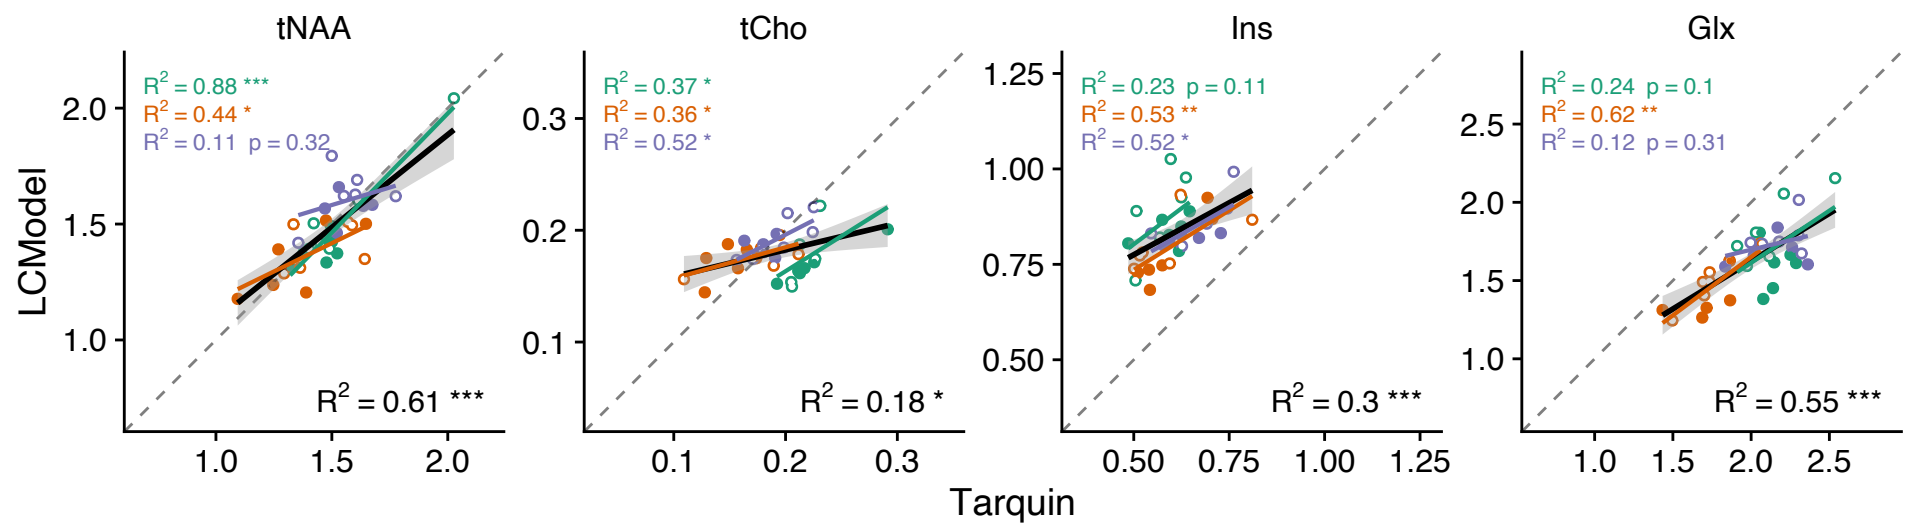 tNAA
tCho
Ins
Glx
R² = 0.88 ***
R² = 0.44 *
R² = 0.11 p = 0.32
R² = 0.61 ***
R² = 0.37 *
R² = 0.36 *
R² = 0.52 *
R² = 0.18 *
R² = 0.23 p = 0.11
R² = 0.53 **
R² = 0.52 *
R² = 0.3 ***
R² = 0.24 p = 0.1
R² = 0.62 **
R² = 0.12 p = 0.31
R² = 0.55 ***
LCModel
2.0
1.5
1.0
0.3
0.2
0.1
1.25
1.00
0.75
0.50
2.5
2.0
1.5
1.0
1.0 1.5 2.0
0.1 0.2 0.3
0.50 0.75 1.00 1.25
1.0 1.5 2.0 2.5
Tarquin